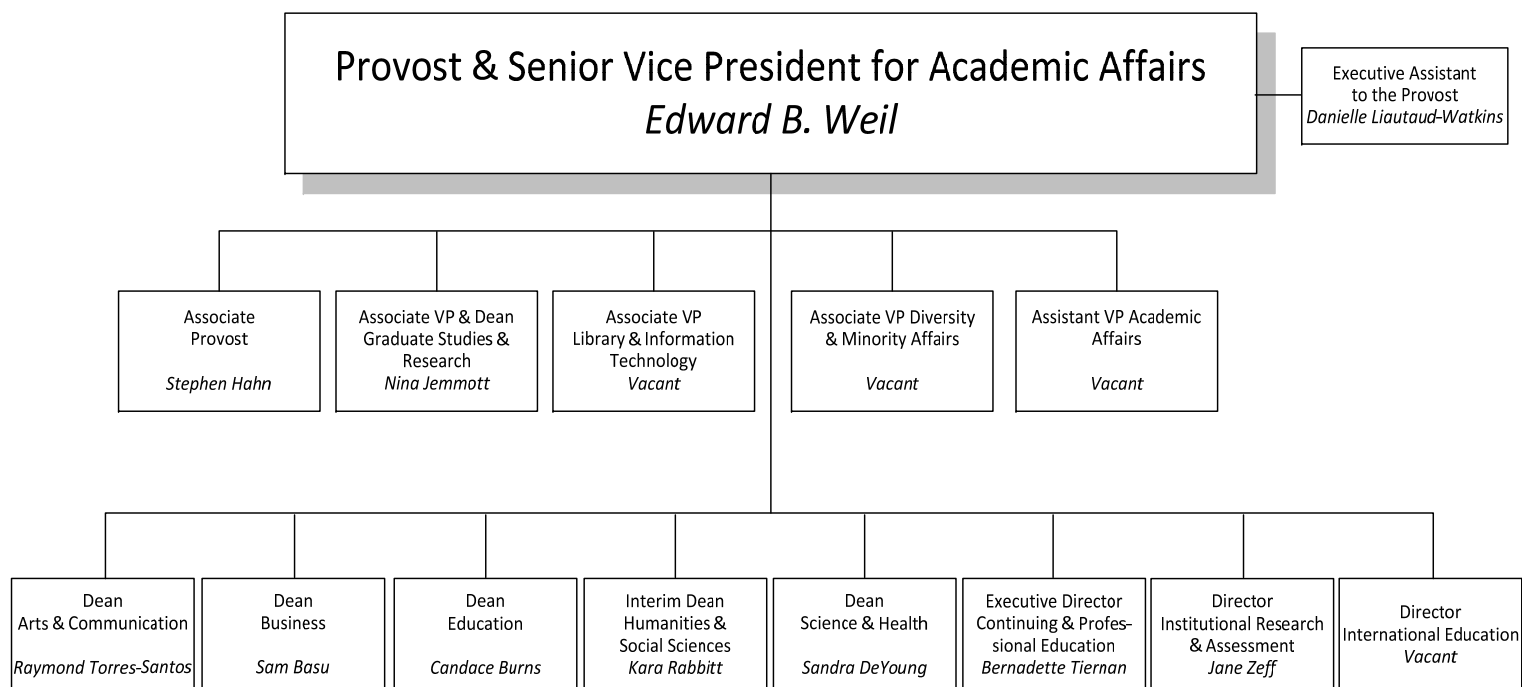 Provost & Senior Vice President for Academic Affairs
Edward B. Weil
Executive Assistant
to the Provost
Danielle Liautaud-Watkins
Associate
Provost
Stephen Hahn
Associate VP & Dean
Graduate Studies &
Research
Nina Jemmott
Associate VP
Library & Information
Technology
Vacant
Associate VP Diversity
& Minority Affairs
Vacant
Assistant VP Academic
Affairs
Vacant
Dean
Arts & Communication
Raymond Torres-Santos
Dean
Business
Sam Basu
Dean
Education
Candace Burns
Interim Dean
Humanities &
Social Sciences
Kara Rabbitt
Dean
Science & Health
Sandra DeYoung
Executive Director
Continuing & Profes-
sional Education
Bernadette Tiernan
Director
Institutional Research
& Assessment
Jane Zeff
Director
International Education
Vacant